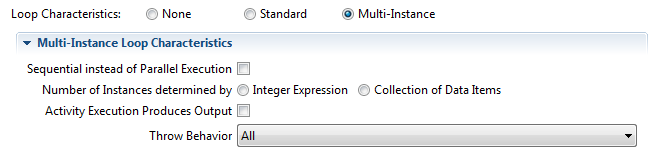 Loop Characteristics: None Standard Multi-Instance
Multi-Instance Loop Characteristics
Sequential instead of Parallel Execution
Number of Instances determined by Integer Expression Collection of Data Items
Activity Execution Produces Output
Throw Behavior All